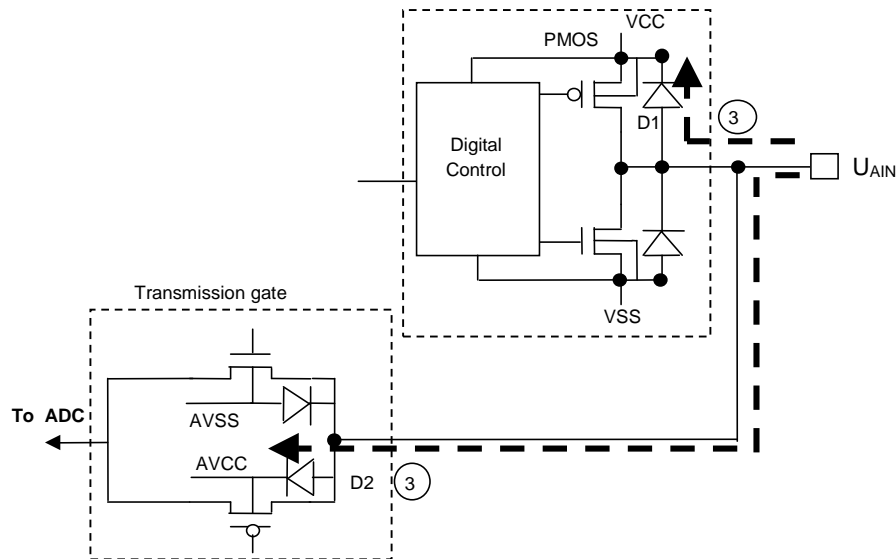 VCC
PMOS
D1
3
Digital
Control
UAIN
VSS
Transmission gate
To ADC
AVSS
AVCC
D2
3